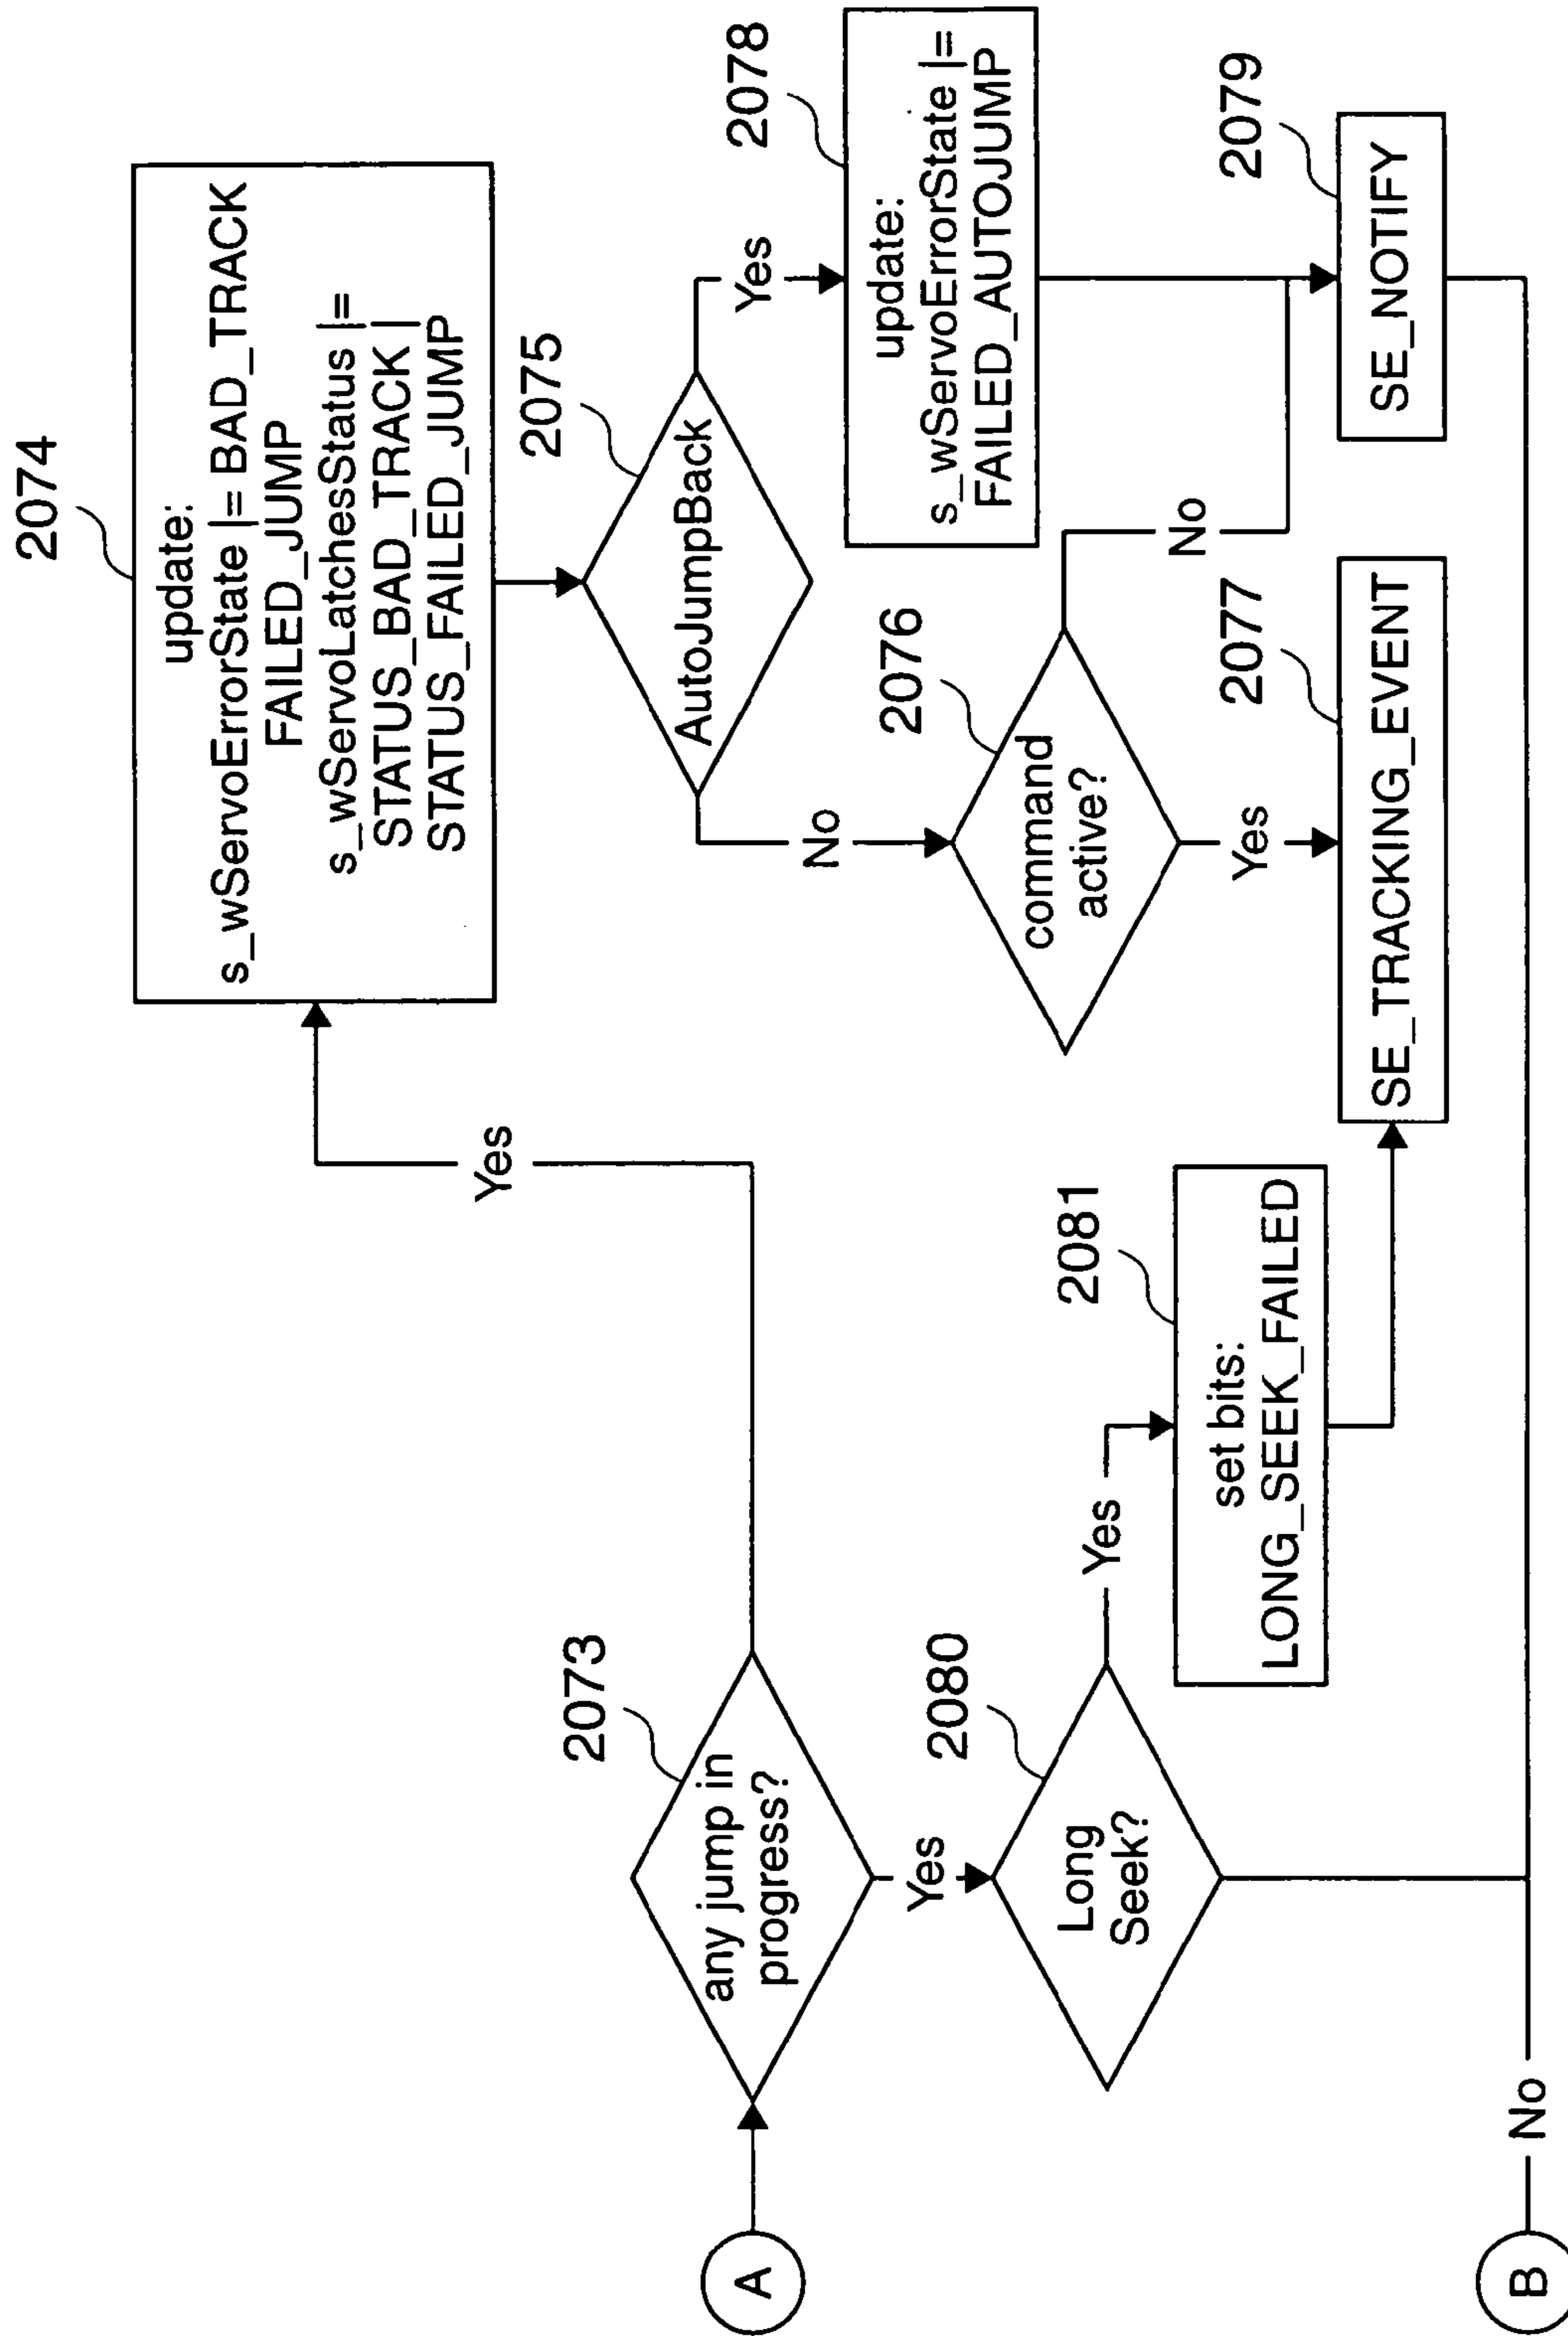 2074
update:
s_wServoErrorState |= BAD_TRACK
FAILED_JUMP
s_wServoLatchesStatus |=
STATUS_BAD_TRACK |
STATUS_FAILED_JUMP
Yes
2075
AutoJumpBack
Yes
2078
update:
s_wServoErrorState |=
FAILED_AUTOJUMP
No
2076
command
active?
No
Yes
2077
SE_TRACKING_EVENT
2079
SE_NOTIFY
A
2073
any jump in
progress?
Yes
2080
Long
Seek?
Yes
2081
set bits:
LONG_SEEK_FAILED
No
B